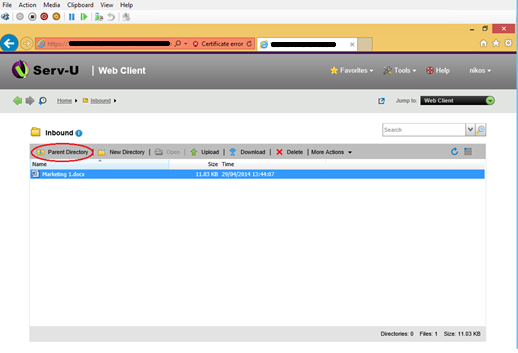 File Action Media Clipboard View Help
https:// Certificate error
Serv-U | Web Client
Favorites Tools Help nikos
Home Inbound Jump to: Web Client
Inbound
Search
Parent Directory | New Directory | Open | Upload | Download | Delete | More Actions
Name Size Time
Marketing 1.docx 11.03 KB 29/04/2014 13:44:07
Directories: 0 Files: 1 Size: 11.03 KB